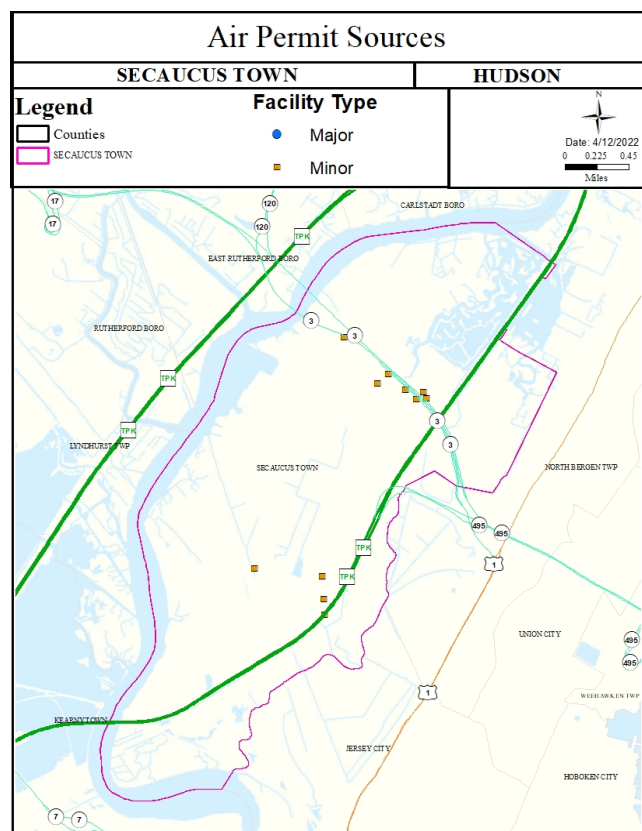 Air Permit Sources
SECAUCUS TOWN
HUDSON
Legend
Counties
SECAUCUS TOWN
Facility Type
Major
Minor
N
Date: 4/12/2022
0 0.225 0.45
Miles
17
17
120
120
TPK
CARLSTADT BORO
EAST RUTHERFORD BORO
RUTHERFORD BORO
3
3
TPK
TPK
LYNDHURST TWP
3
3
SECAUCUS TOWN
NORTH BERGEN TWP
495
495
1
TPK
TPK
UNION CITY
495
495
1
WEEHAWKEN TWP
KEARNY TOWN
JERSEY CITY
HOBOKEN CITY
7
7